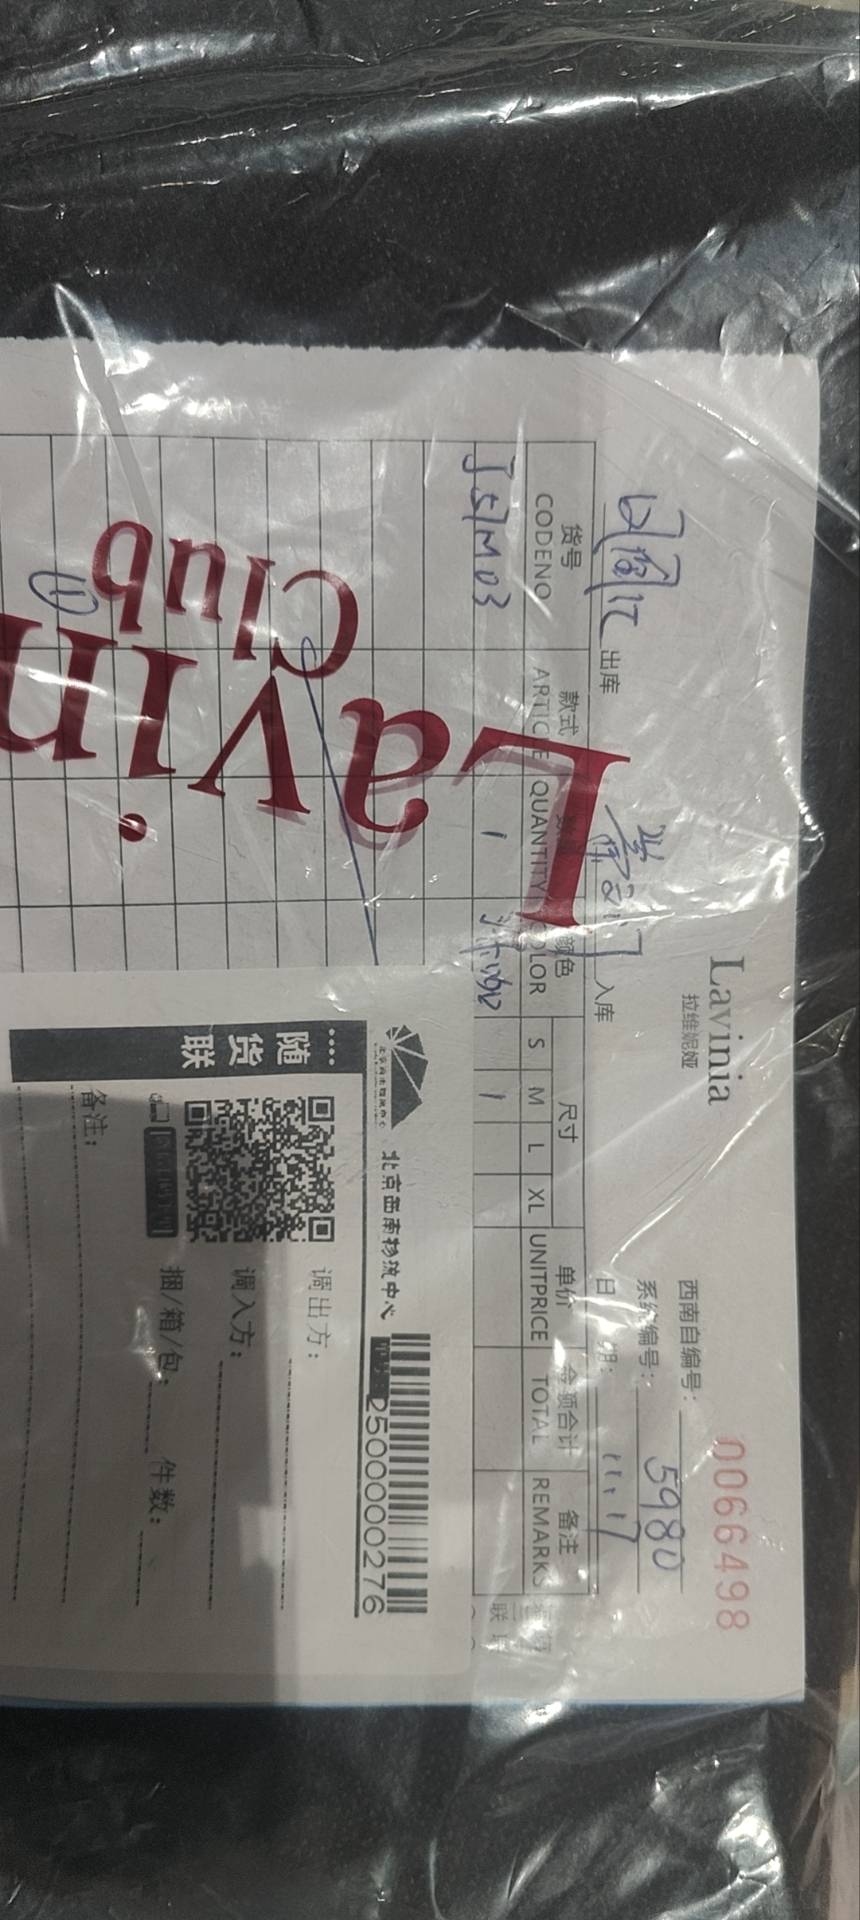 Lavinia
拉维妮娅
0066498
西南自编号：
系统编号： 5980
出库
入库
日 期： 11.17
货号 款式 数量 颜色 尺寸 单价 金额合计 备注
CODENO ARTICLE QUANTITY COLOR S M L XL UNITPRICE TOTAL REMARKS
J51M03 1 1
①
Lavin
Club
北京西南物流中心
2500000276
随货联
调出方：
调入方：
捆/箱/包： 件数：
备注：